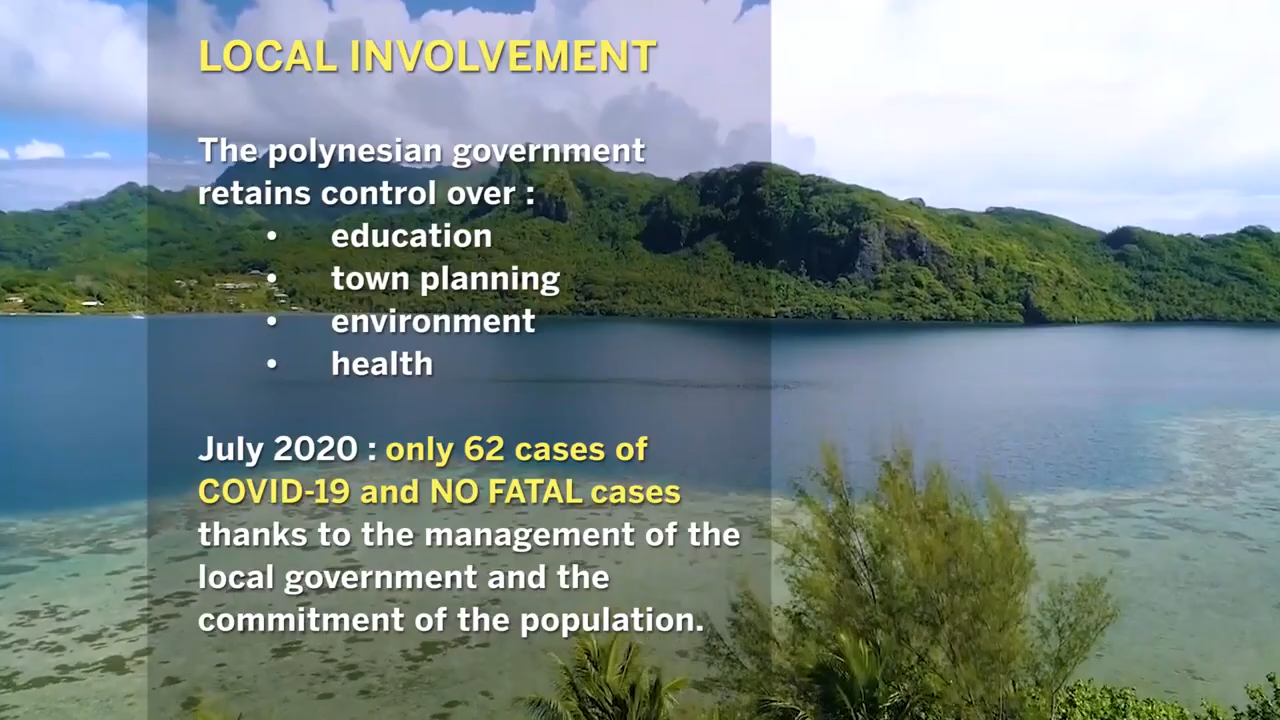 LOCAL INVOLVEMENT
The polynesian government
retains control over :
• education
• town planning
• environment
• health
July 2020 : only 62 cases of
COVID-19 and NO FATAL cases
thanks to the management of the
local government and the
commitment of the population.